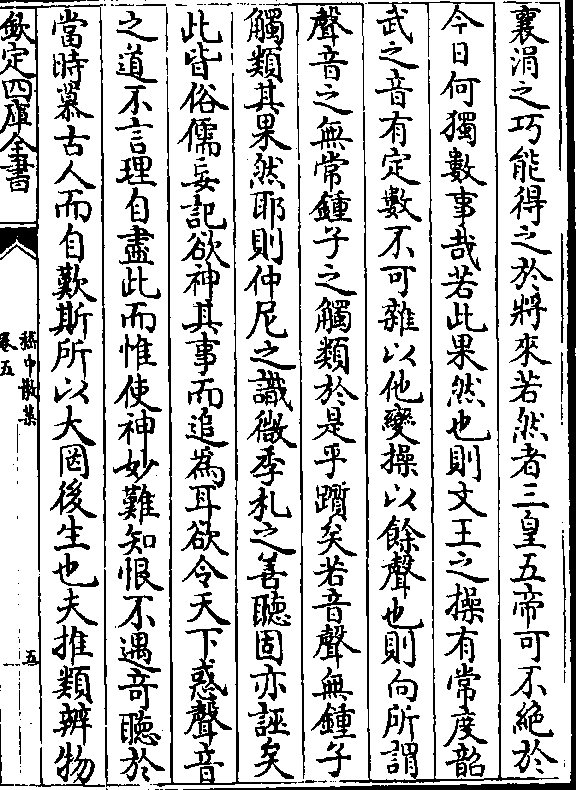 襄涓之巧能得之於將來若然者三皇五帝可不絕於
今日何獨數事哉若此果然也則文王之操有常度韶
武之音有定數不可雜以他變操以餘聲也則向所謂
聲音之無常鍾子之觸類於是乎躓矣若音聲無鍾子
觸類其果然耶則仲尼之識微季札之善聽固亦誣矣
此皆俗儒妄記欲神其事而追為耳欲令天下惑聲音
之道不言理自盡此而惟使神妙難知恨不遇竒聽於
當時慕古人而自歎斯所以大罔後生也夫推類辨物
欽定四庫全書
嵇中散集
卷五
五